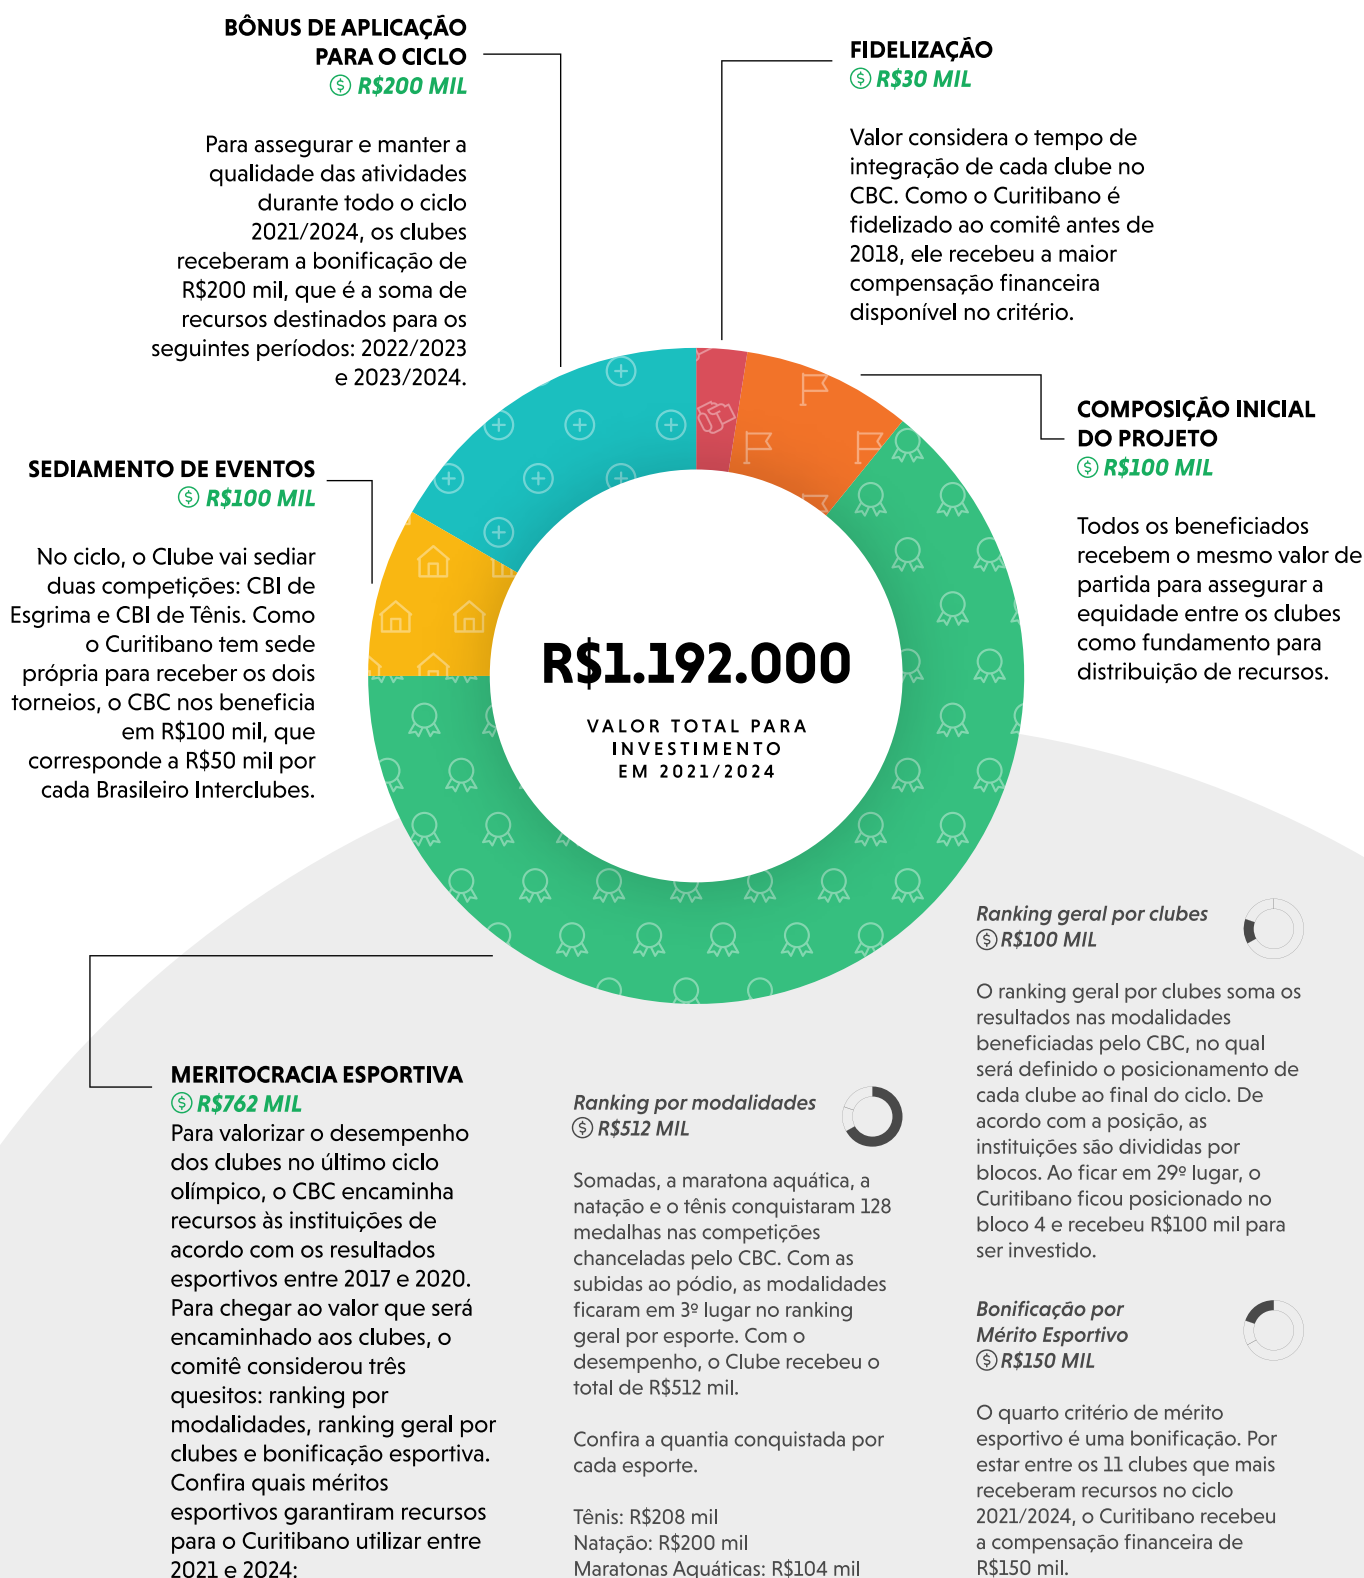 BÔNUS DE APLICAÇÃO
PARA O CICLO
R$200 MIL
Para assegurar e manter a
qualidade das atividades
durante todo o ciclo
2021/2024, os clubes
receberam a bonificação de
R$200 mil, que é a soma de
recursos destinados para os
seguintes períodos: 2022/2023
e 2023/2024.
FIDELIZAÇÃO
R$30 MIL
Valor considera o tempo de
integração de cada clube no
CBC. Como o Curitibano é
fidelizado ao comitê antes de
2018, ele recebeu a maior
compensação financeira
disponível no critério.
COMPOSIÇÃO INICIAL
DO PROJETO
R$100 MIL
Todos os beneficiados
recebem o mesmo valor de
partida para assegurar a
equidade entre os clubes
como fundamento para
distribuição de recursos.
SEDIAMENTO DE EVENTOS
R$100 MIL
No ciclo, o Clube vai sediar
duas competições: CBI de
Esgrima e CBI de Tênis. Como
o Curitibano tem sede
própria para receber os dois
torneios, o CBC nos beneficia
em R$100 mil, que
corresponde a R$50 mil por
cada Brasileiro Interclubes.
R$1.192.000
VALOR TOTAL PARA
INVESTIMENTO
EM 2021/2024
MERITOCRACIA ESPORTIVA
R$762 MIL
Para valorizar o desempenho
dos clubes no último ciclo
olímpico, o CBC encaminha
recursos às instituições de
acordo com os resultados
esportivos entre 2017 e 2020.
Para chegar ao valor que será
encaminhado aos clubes, o
comitê considerou três
quesitos: ranking por
modalidades, ranking geral por
clubes e bonificação esportiva.
Confira quais méritos
esportivos garantiram recursos
para o Curitibano utilizar entre
2021 e 2024:
Ranking por modalidades
R$512 MIL
Somadas, a maratona aquática, a
natação e o tênis conquistaram 128
medalhas nas competições
chanceladas pelo CBC. Com as
subidas ao pódio, as modalidades
ficaram em 3º lugar no ranking
geral por esporte. Com o
desempenho, o Clube recebeu o
total de R$512 mil.
Confira a quantia conquistada por
cada esporte.
Tênis: R$208 mil
Natação: R$200 mil
Maratonas Aquáticas: R$104 mil
Ranking geral por clubes
R$100 MIL
O ranking geral por clubes soma os
resultados nas modalidades
beneficiadas pelo CBC, no qual
será definido o posicionamento de
cada clube ao final do ciclo. De
acordo com a posição, as
instituições são divididas por
blocos. Ao ficar em 29º lugar, o
Curitibano ficou posicionado no
bloco 4 e recebeu R$100 mil para
ser investido.
Bonificação por
Mérito Esportivo
R$150 MIL
O quarto critério de mérito
esportivo é uma bonificação. Por
estar entre os 11 clubes que mais
receberam recursos no ciclo
2021/2024, o Curitibano recebeu
a compensação financeira de
R$150 mil.